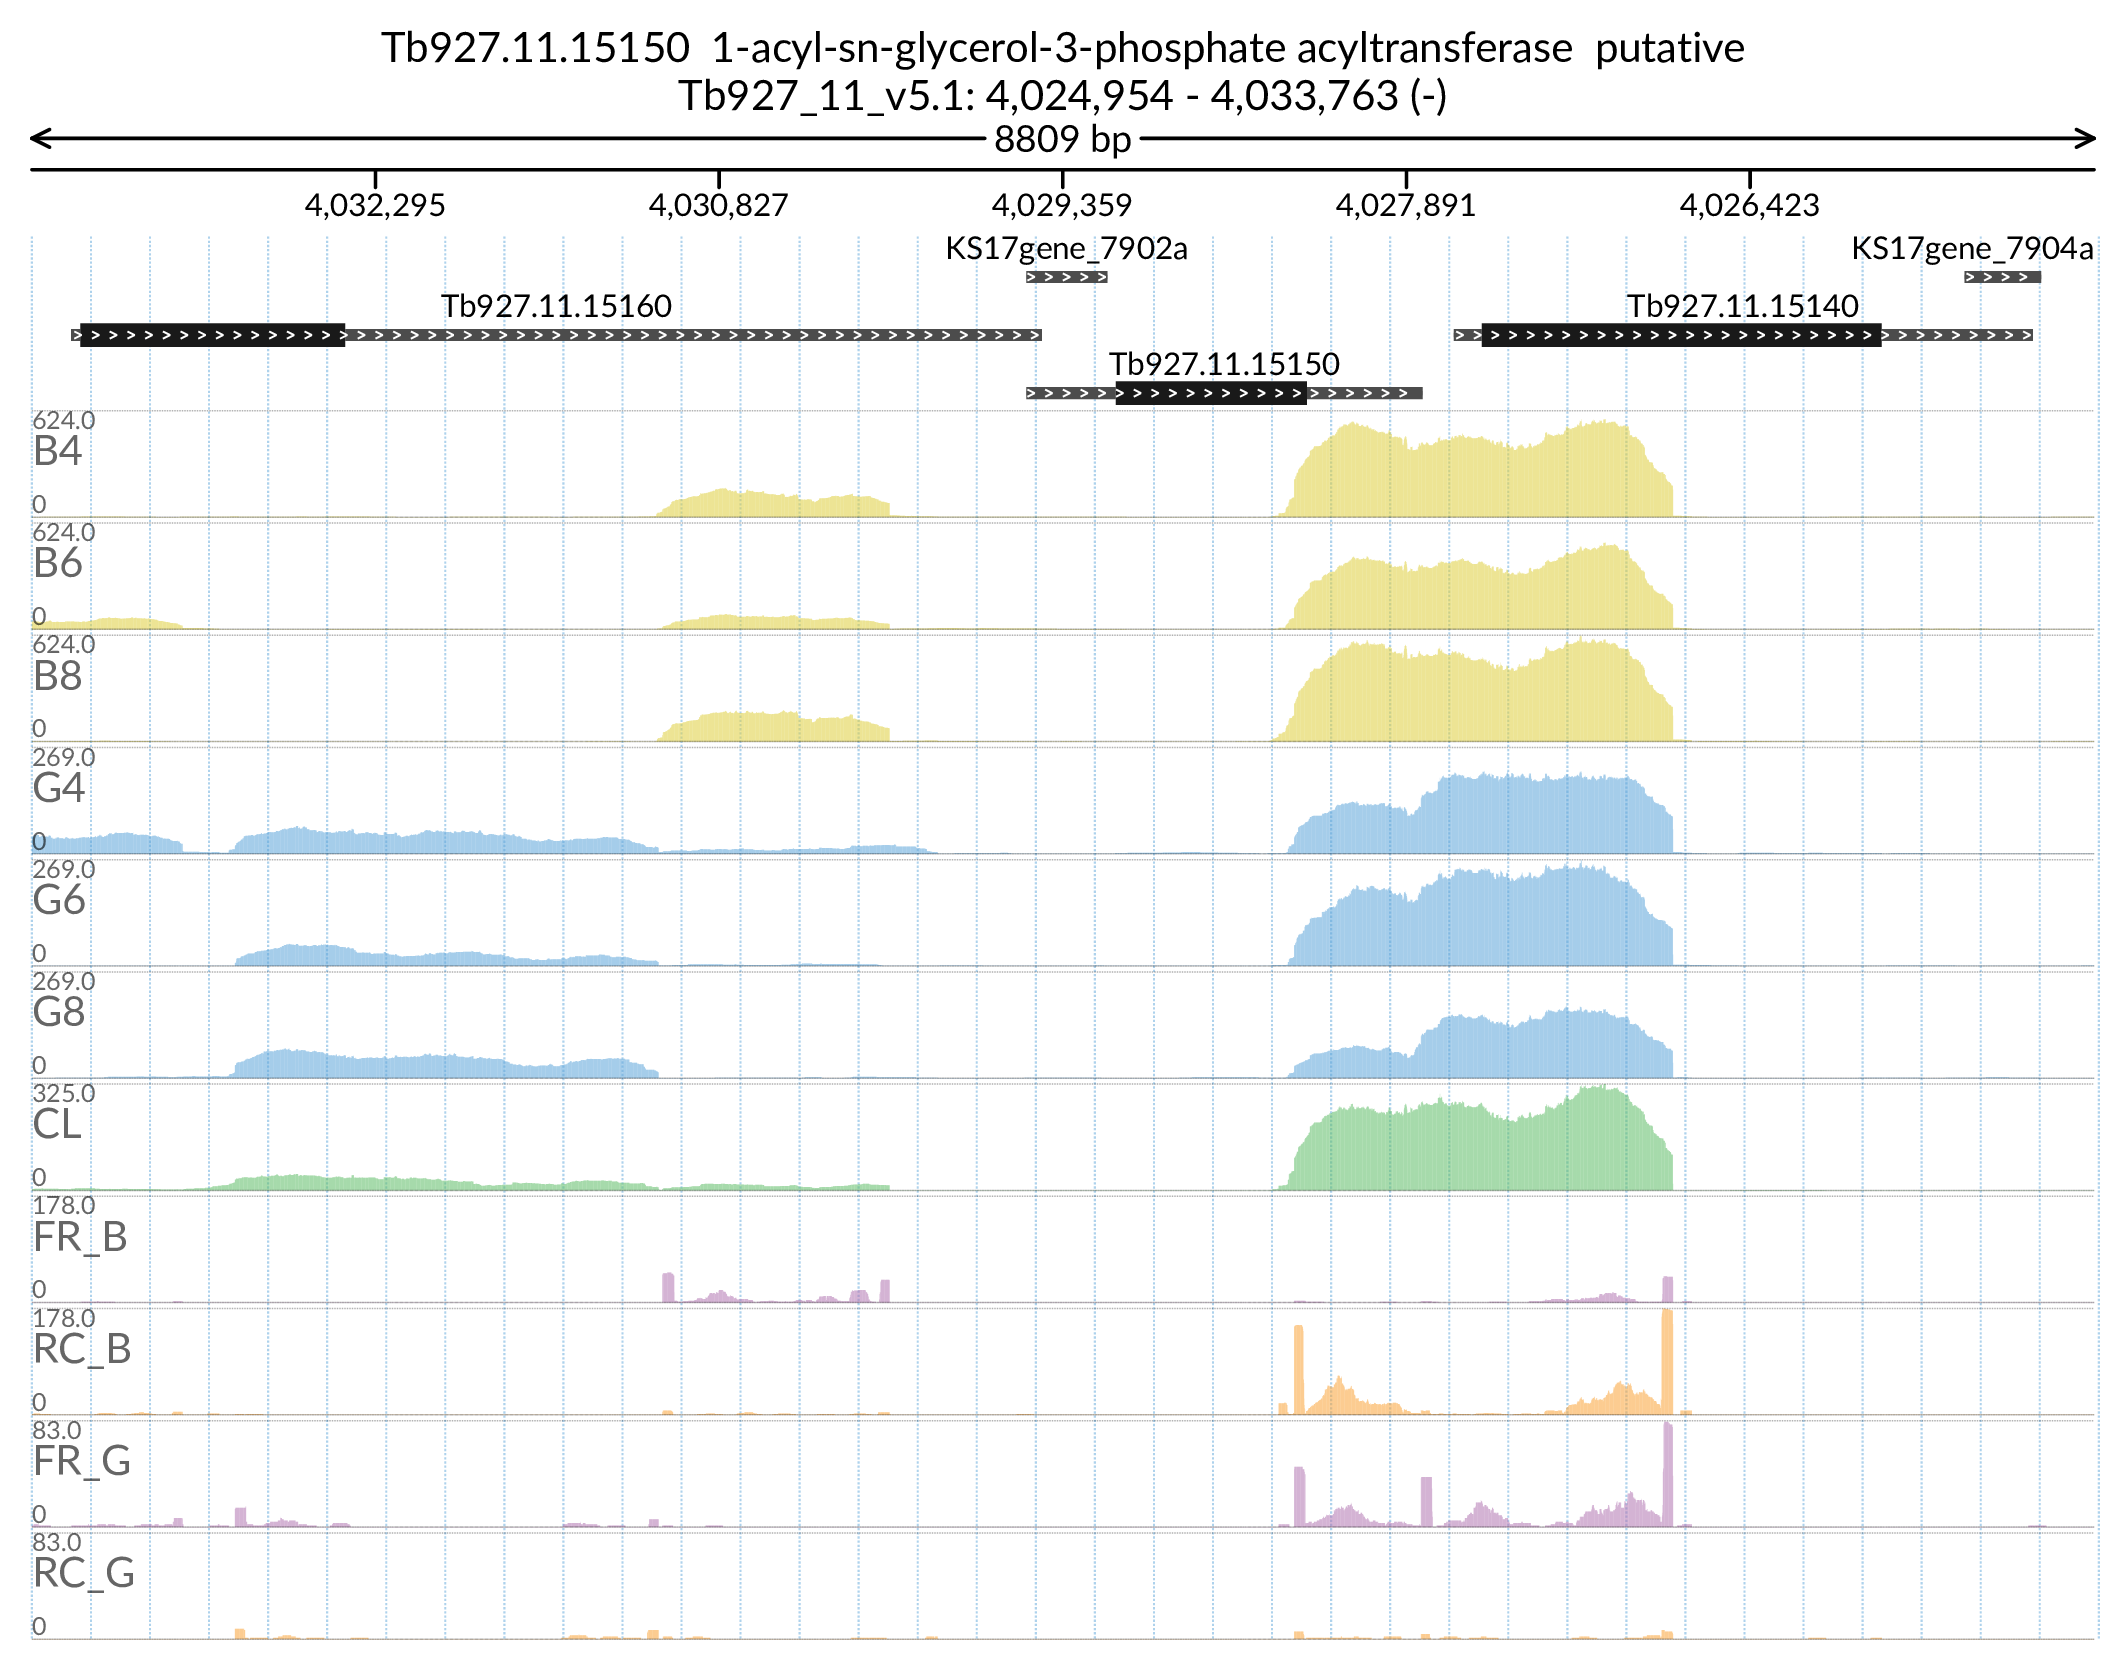 Tb927.11.15150  1-acyl-sn-glycerol-3-phosphate acyltransferase  putative
Tb927_11_v5.1: 4,024,954 - 4,033,763 (-)
8809 bp
4,032,295 4,030,827 4,029,359 4,027,891 4,026,423
KS17gene_7902a KS17gene_7904a
Tb927.11.15160 Tb927.11.15140
Tb927.11.15150
624.0
B4
0
624.0
B6
0
624.0
B8
0
269.0
G4
0
269.0
G6
0
269.0
G8
0
325.0
CL
0
178.0
FR_B
0
178.0
RC_B
0
83.0
FR_G
0
83.0
RC_G
0